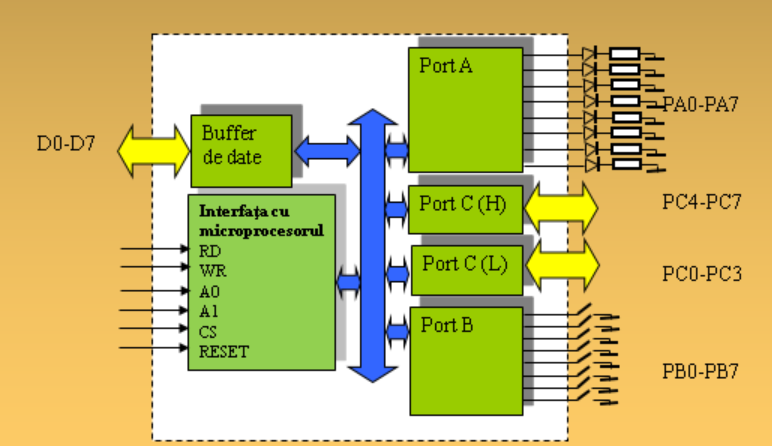 Port A
PA0-PA7
D0-D7
Buffer
de date
Port C (H)
PC4-PC7
Interfaţa cu
microprocesorul
RD
WR
A0
A1
CS
RESET
Port C (L)
PC0-PC3
Port B
PB0-PB7